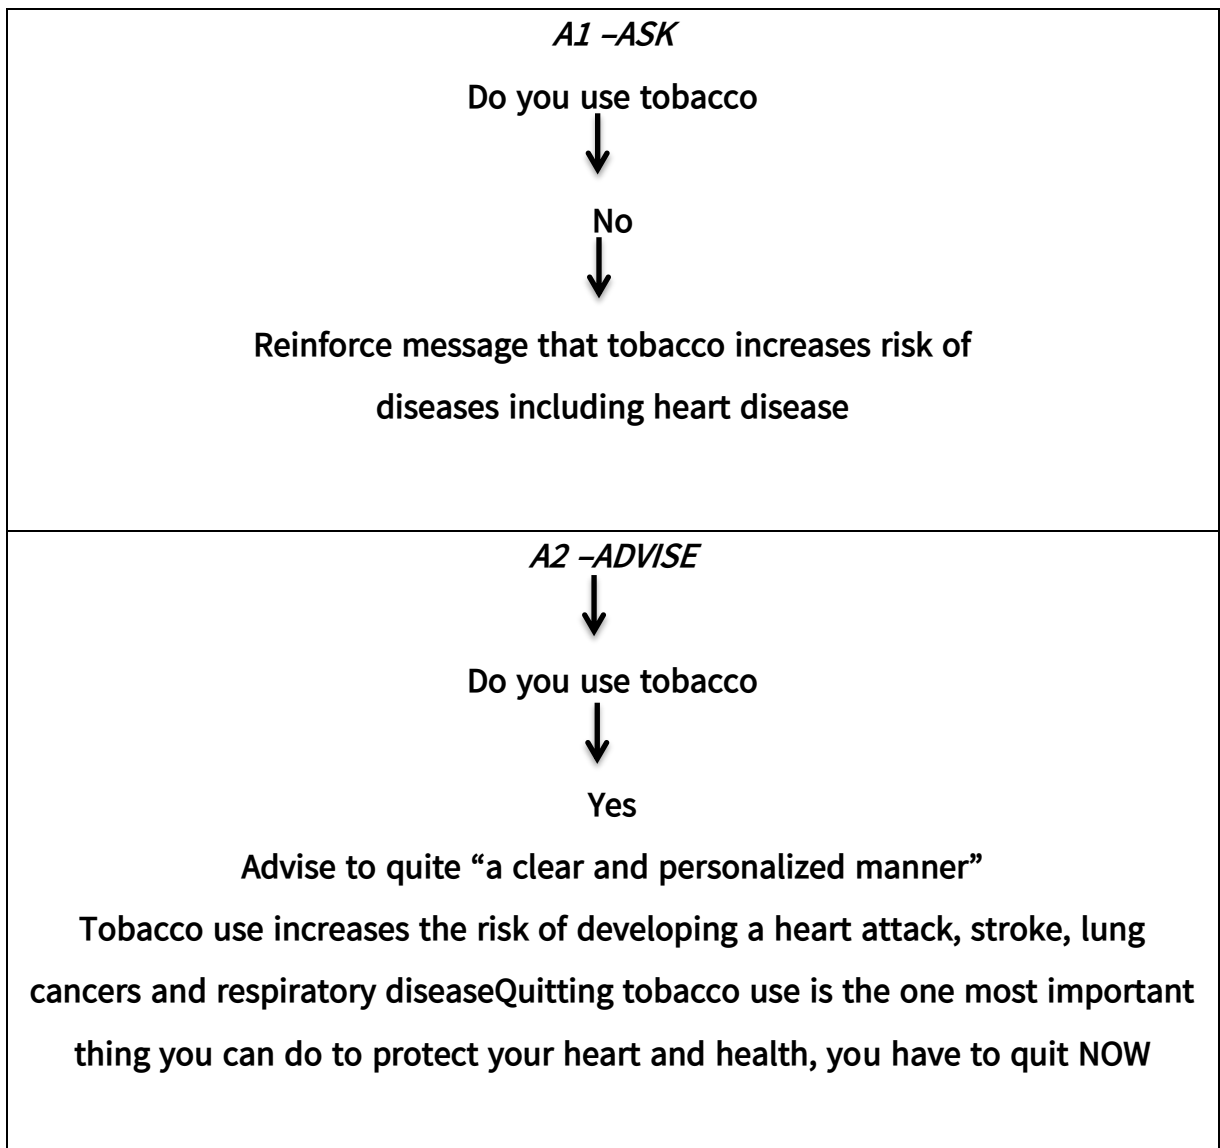 A1 –ASK
Do you use tobacco
No
Reinforce message that tobacco increases risk of
diseases including heart disease
A2 –ADVISE
Do you use tobacco
Yes
Advise to quite “a clear and personalized manner”
Tobacco use increases the risk of developing a heart attack, stroke, lung
cancers and respiratory diseaseQuitting tobacco use is the one most important
thing you can do to protect your heart and health, you have to quit NOW